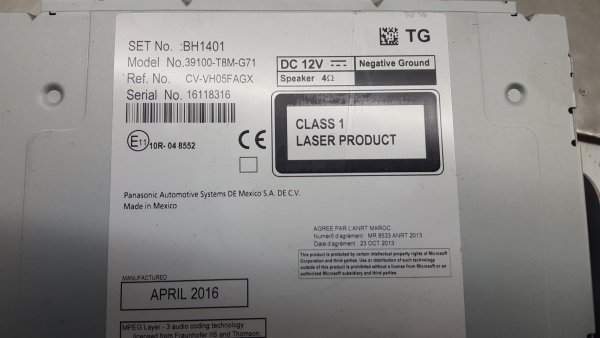 SET No. :BH1401
TG
Model No.39100-T8M-G71
Ref. No. CV-VH05FAGX
Serial No. 16118316
DC 12V
Negative Ground
Speaker 4Ω
CLASS 1
LASER PRODUCT
E11 10R- 04 8552
CE
Panasonic Automotive Systems DE Mexico S.A. DE C.V.
Made in Mexico
AGREE PAR L'ANRT MAROC
Numéro d'agrément : MR 8533 ANRT 2013
Date d'agrément : 23 OCT 2013
This product is protected by certain intellectual property rights of Microsoft
Corporation and third parties. Use or distribution of such technology
outside of this product is prohibited without a license from Microsoft or an
authorised Microsoft subsidiary and third parties.
MANUFACTURED
APRIL 2016
MPEG Layer - 3 audio coding technology
licensed from Fraunhofer IIS and Thomson.